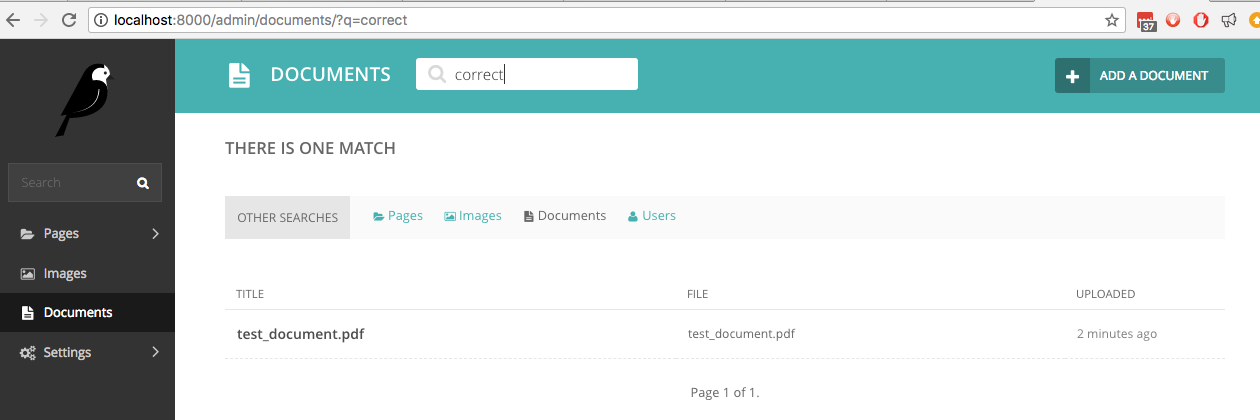 localhost:8000/admin/documents/?q=correct
37
DOCUMENTS
correct
ADD A DOCUMENT
THERE IS ONE MATCH
Search
OTHER SEARCHES Pages Images Documents Users
Pages
Images
Documents
Settings
TITLE FILE UPLOADED
test_document.pdf test_document.pdf 2 minutes ago
Page 1 of 1.